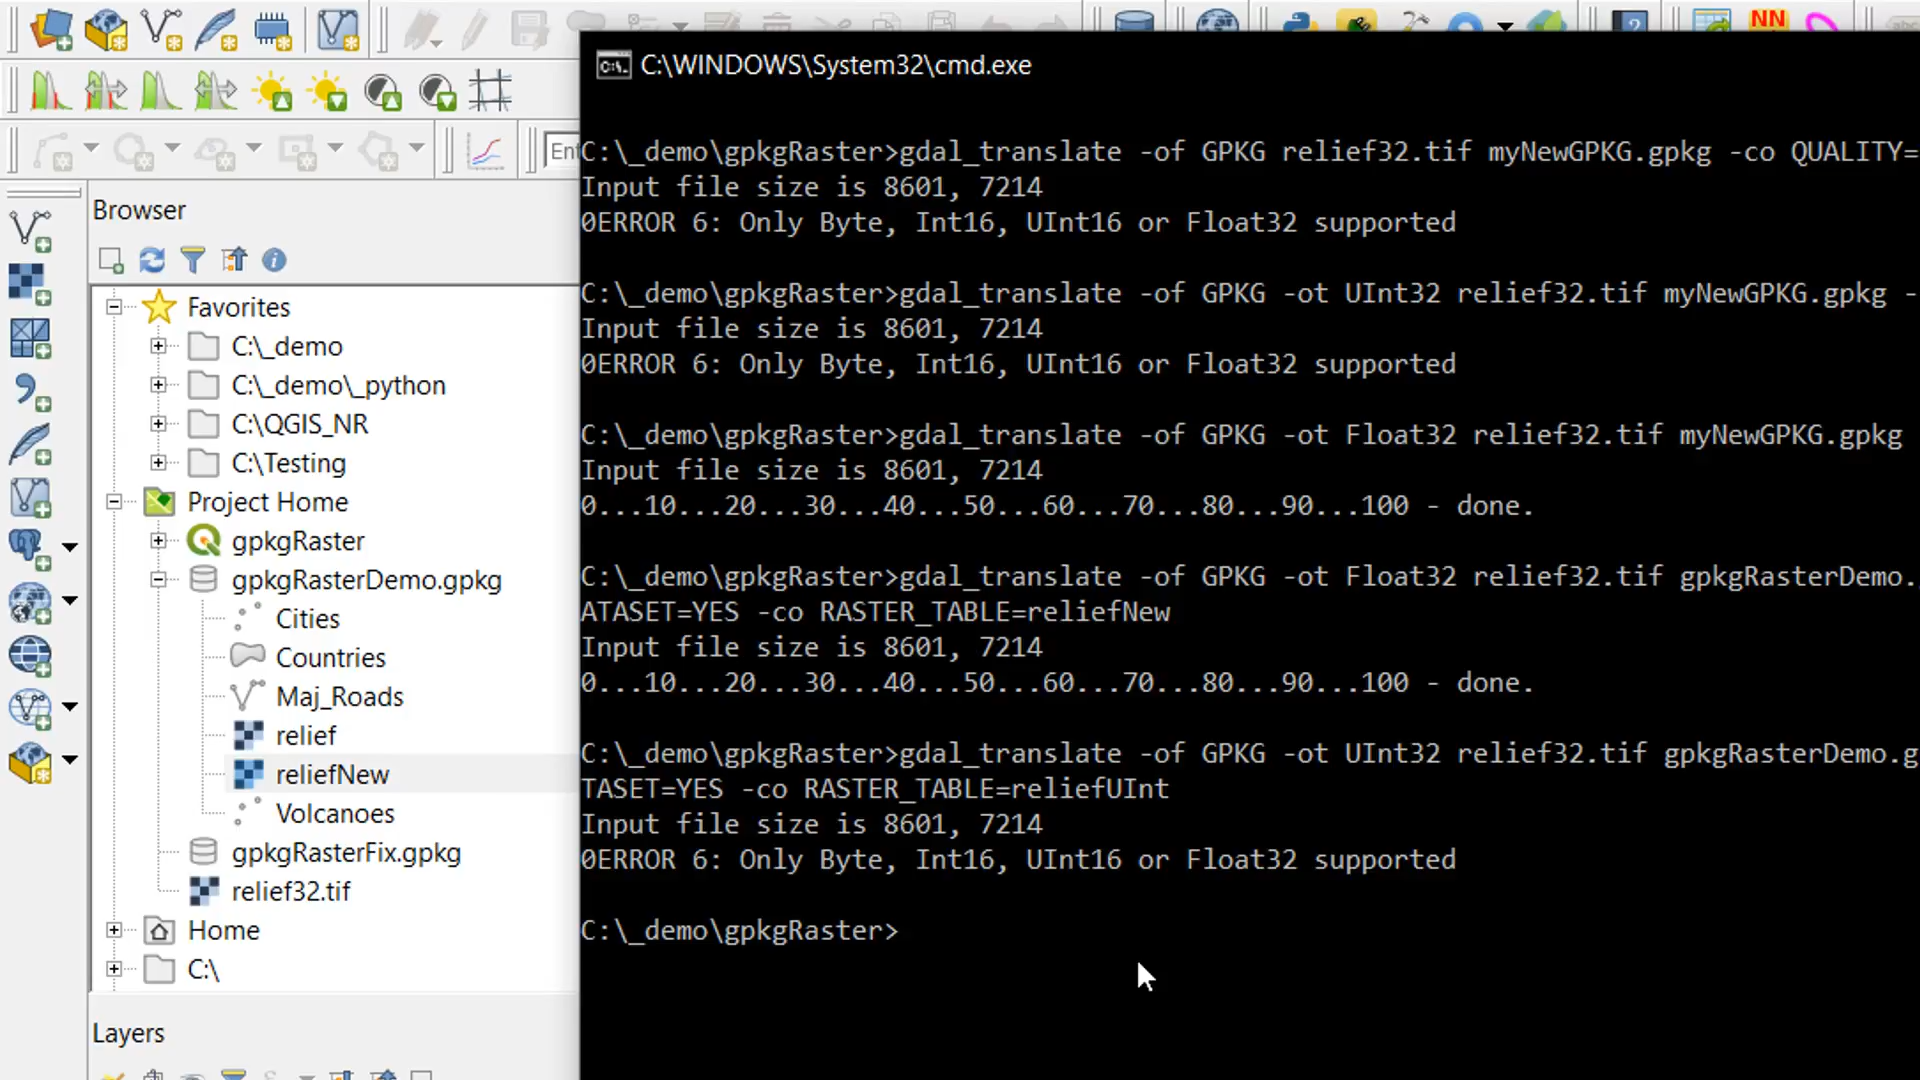 NN
abc
C:\WINDOWS\System32\cmd.exe
Ent
Browser
Favorites
C:\_demo
C:\_demo\_python
C:\QGIS_NR
C:\Testing
Project Home
gpkgRaster
gpkgRasterDemo.gpkg
Cities
Countries
Maj_Roads
relief
reliefNew
Volcanoes
gpkgRasterFix.gpkg
relief32.tif
Home
C:\
Layers
C:\_demo\gpkgRaster>gdal_translate -of GPKG relief32.tif myNewGPKG.gpkg -co QUALITY=
Input file size is 8601, 7214
0ERROR 6: Only Byte, Int16, UInt16 or Float32 supported
C:\_demo\gpkgRaster>gdal_translate -of GPKG -ot UInt32 relief32.tif myNewGPKG.gpkg -
Input file size is 8601, 7214
0ERROR 6: Only Byte, Int16, UInt16 or Float32 supported
C:\_demo\gpkgRaster>gdal_translate -of GPKG -ot Float32 relief32.tif myNewGPKG.gpkg
Input file size is 8601, 7214
0...10...20...30...40...50...60...70...80...90...100 - done.
C:\_demo\gpkgRaster>gdal_translate -of GPKG -ot Float32 relief32.tif gpkgRasterDemo.
ATASET=YES -co RASTER_TABLE=reliefNew
Input file size is 8601, 7214
0...10...20...30...40...50...60...70...80...90...100 - done.
C:\_demo\gpkgRaster>gdal_translate -of GPKG -ot UInt32 relief32.tif gpkgRasterDemo.g
TASET=YES -co RASTER_TABLE=reliefUInt
Input file size is 8601, 7214
0ERROR 6: Only Byte, Int16, UInt16 or Float32 supported
C:\_demo\gpkgRaster>